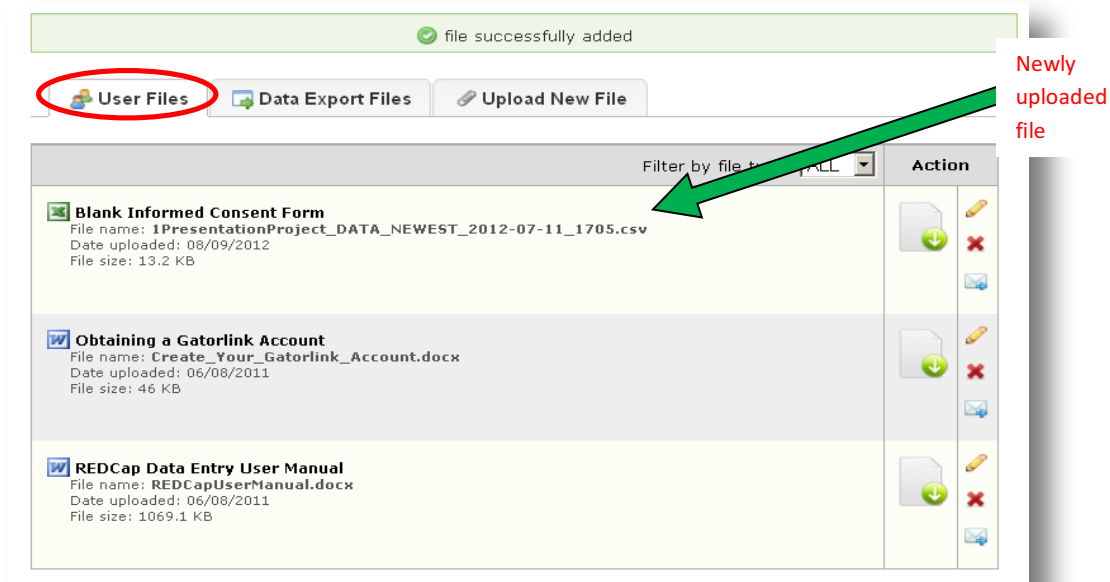 file successfully added
Newly
uploaded
file
User Files
Data Export Files
Upload New File
Filter by file ALL
Action
Blank Informed Consent Form
File name: 1PresentationProject_DATA_NEWEST_2012-07-11_1705.csv
Date uploaded: 08/09/2012
File size: 13.2 KB
Obtaining a Gatorlink Account
File name: Create_Your_Gatorlink_Account.docx
Date uploaded: 06/08/2011
File size: 46 KB
REDCap Data Entry User Manual
File name: REDCapUserManual.docx
Date uploaded: 06/08/2011
File size: 1069.1 KB